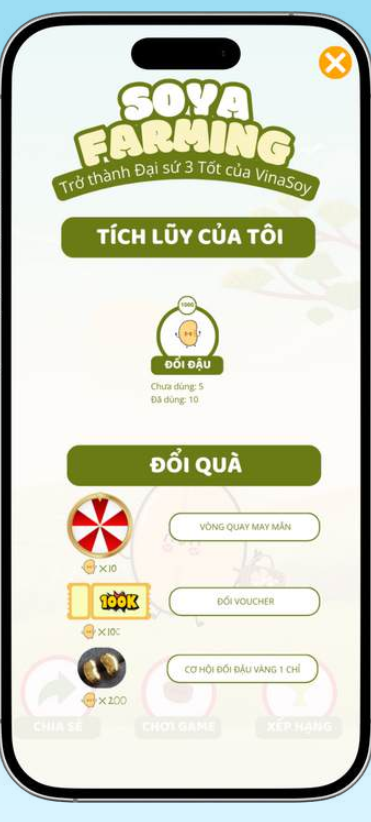 SOYA
FARMING
Trở thành Đại sứ 3 Tốt của VinaSoy
TÍCH LŨY CỦA TÔI
1000
ĐỔI ĐẬU
Chưa dùng: 5
Đã dùng: 10
ĐỔI QUÀ
VÒNG QUAY MAY MẮN
×10
100K
ĐỔI VOUCHER
CƠ HỘI ĐỔI ĐẬU VÀNG 1 CHỈ
×200
CHIA SẺ
CHƠI GAME
XẾP HẠNG